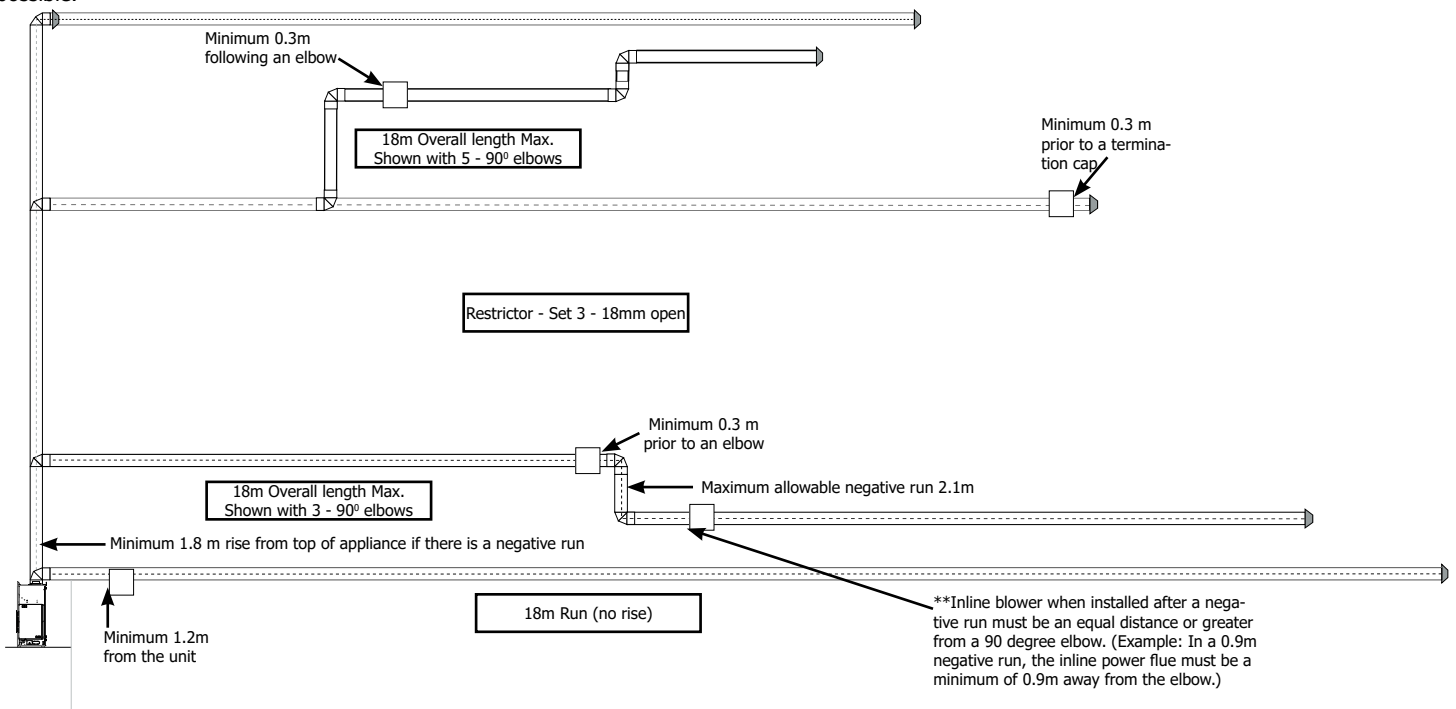 Minimum 0.3m
following an elbow
18m Overall length Max.
Shown with 5 - 90⁰ elbows
Minimum 0.3 m
prior to a termina-
tion cap
Restrictor - Set 3 - 18mm open
Minimum 0.3 m
prior to an elbow
Maximum allowable negative run 2.1m
18m Overall length Max.
Shown with 3 - 90⁰ elbows
Minimum 1.8 m rise from top of appliance if there is a negative run
18m Run (no rise)
Minimum 1.2m
from the unit
**Inline blower when installed after a nega-
tive run must be an equal distance or greater
from a 90 degree elbow. (Example: In a 0.9m
negative run, the inline power flue must be a
minimum of 0.9m away from the elbow.)